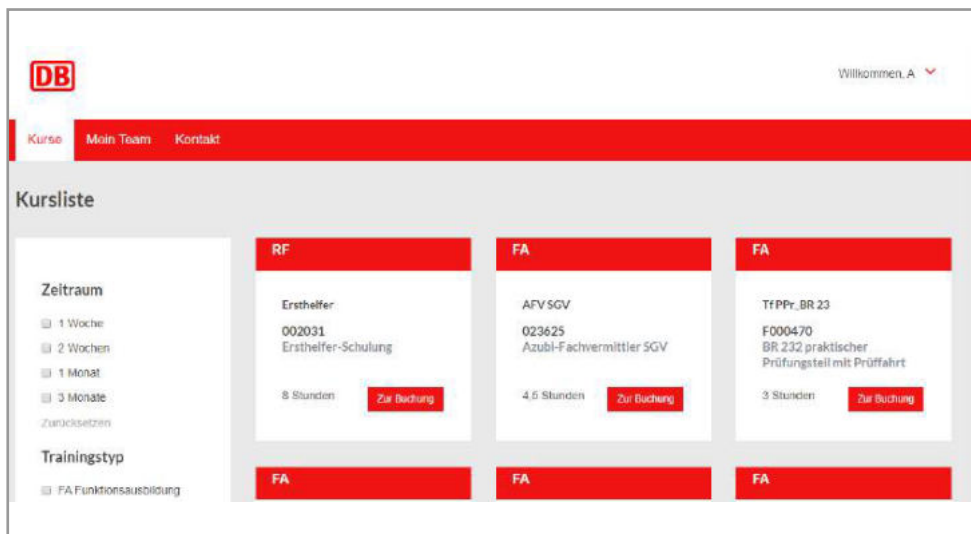 DB
Willkommen, A
Kurse Mein Team Kontakt
Kursliste
Zeitraum
1 Woche
2 Wochen
1 Monat
3 Monate
Zurücksetzen
Trainingstyp
FA Funktionsausbildung
RF
Ersthelfer
002031
Ersthelfer-Schulung
8 Stunden Zur Buchung
FA
AFV SGV
023625
Azubi-Fachvermittler SGV
4,5 Stunden Zur Buchung
FA
Tf PPr_BR 23
F000470
BR 232 praktischer
Prüfungsteil mit Prüffahrt
3 Stunden Zur Buchung
FA
FA
FA